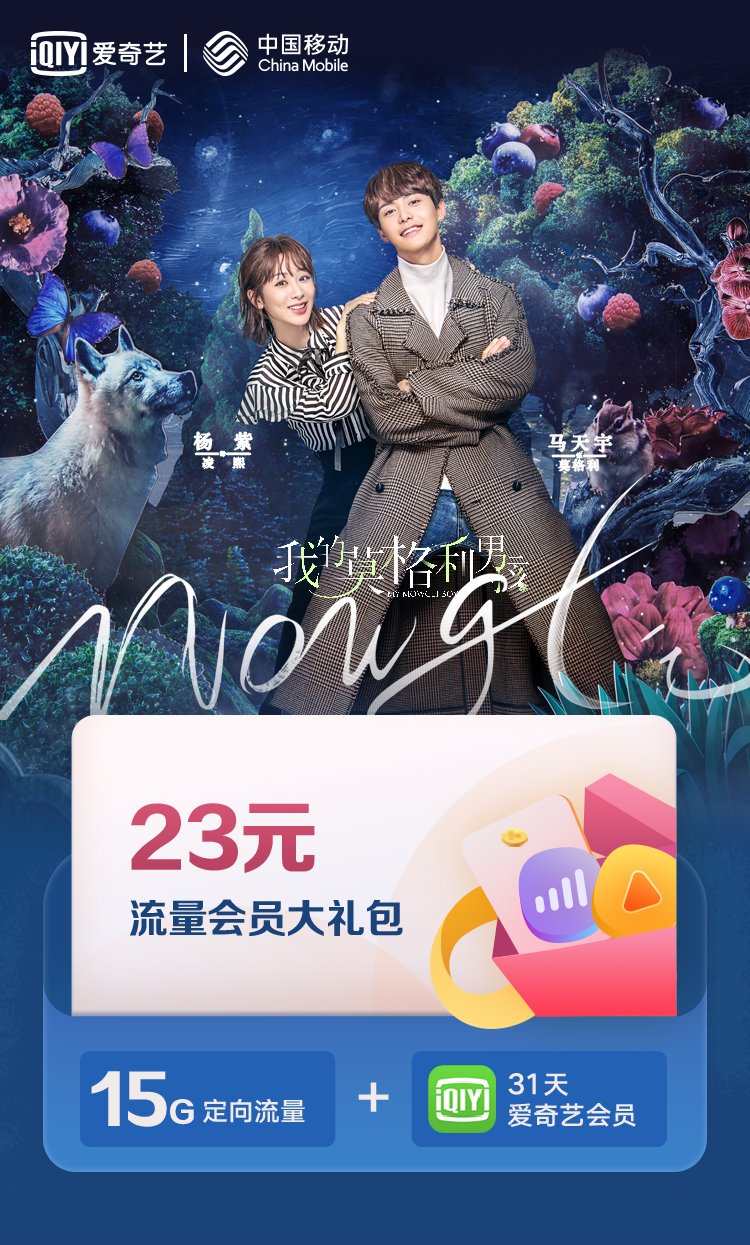 iQIYI 爱奇艺 中国移动
China Mobile
杨 紫
凌 熙
马天宇
莫格利
我的莫格利男孩
MY MOWGLI BOY
Mowgli
23元
流量会员大礼包
15G 定向流量
+
iQIYI
31天
爱奇艺会员